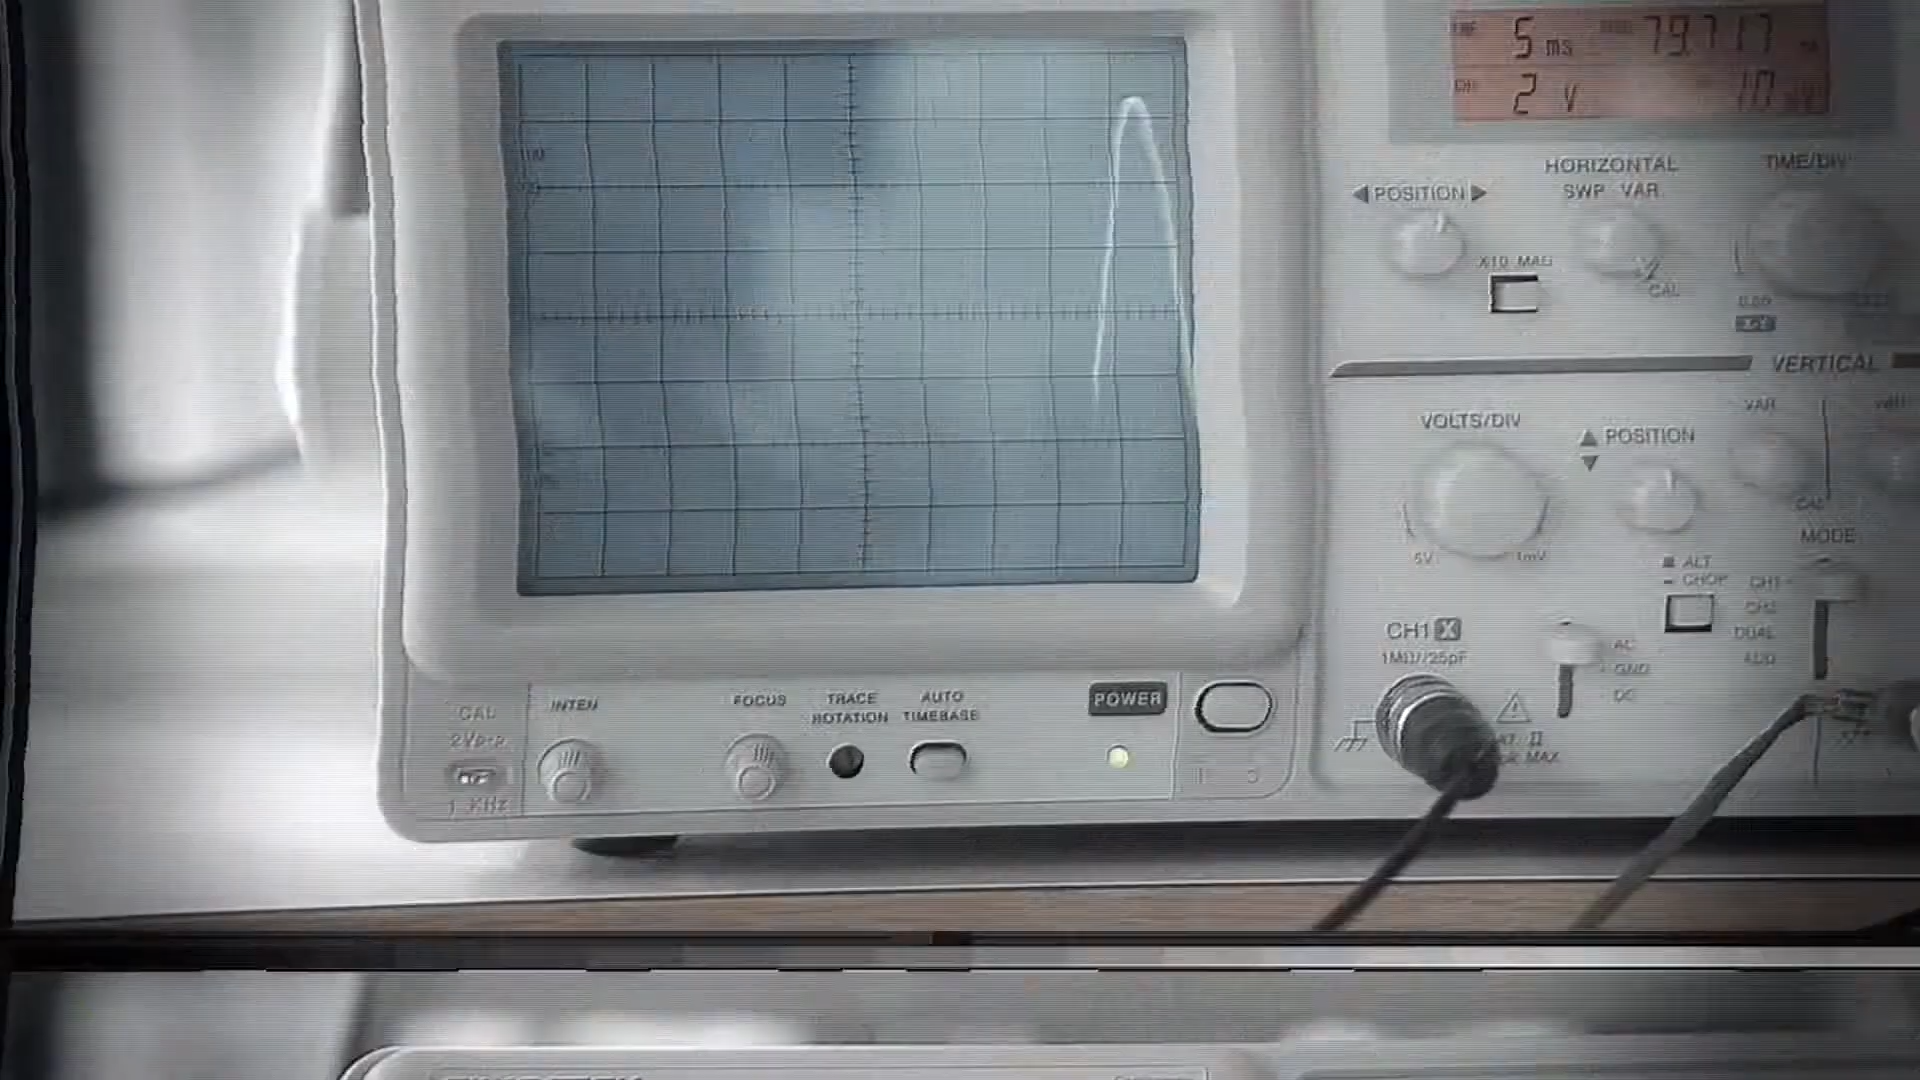 5 ms 79.717
2 V 10
HORIZONTAL TIME/DIV
◀ POSITION ▶ SWP VAR.
X10 MAG
CAL
VERTICAL
VAR
VOLTS/DIV ▲ POSITION ▼
5V 1mV
CAL
MODE
ALT
CHOP CH1
CH2
DUAL
ADD
CH1 X
1MΩ//25pF
AC
GND
DC
MAX
CAL
2Vp-p
1 KHz
INTEN
FOCUS
TRACE
ROTATION
AUTO
TIMEBASE
POWER